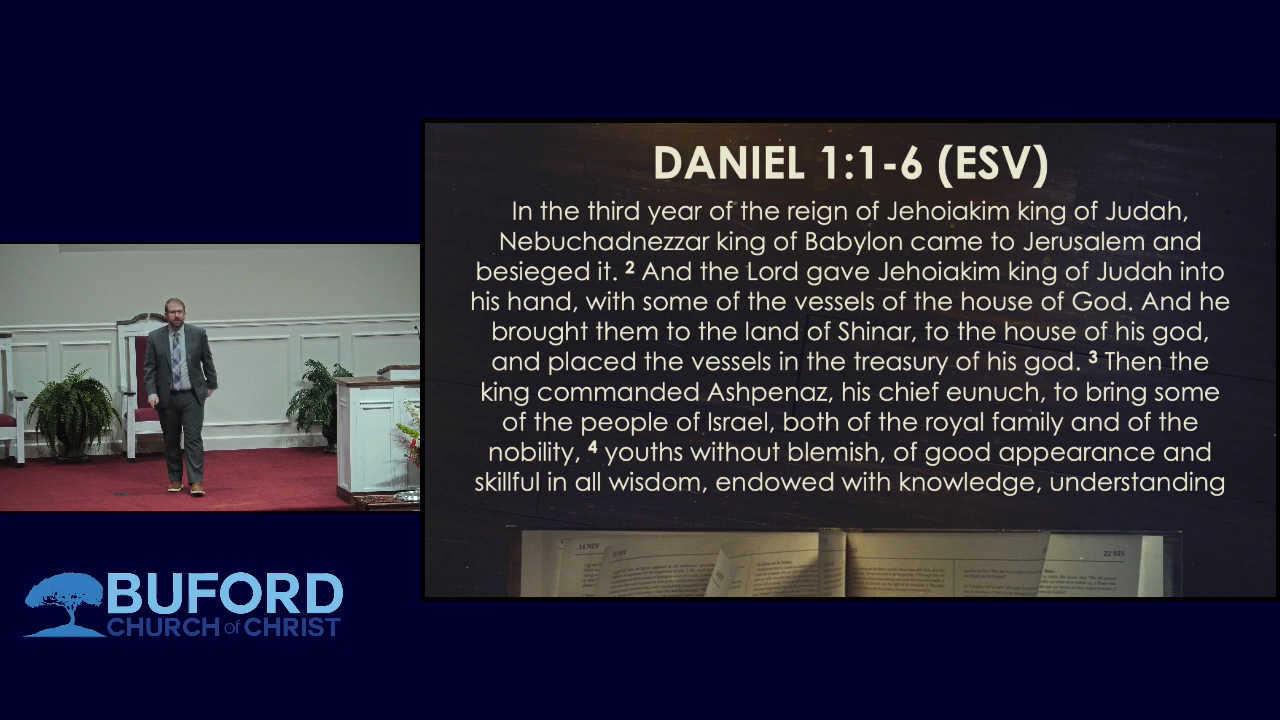 DANIEL 1:1-6 (ESV)
In the third year of the reign of Jehoiakim king of Judah,
Nebuchadnezzar king of Babylon came to Jerusalem and
besieged it. 2 And the Lord gave Jehoiakim king of Judah into
his hand, with some of the vessels of the house of God. And he
brought them to the land of Shinar, to the house of his god,
and placed the vessels in the treasury of his god. 3 Then the
king commanded Ashpenaz, his chief eunuch, to bring some
of the people of Israel, both of the royal family and of the
nobility, 4 youths without blemish, of good appearance and
skillful in all wisdom, endowed with knowledge, understanding
22 NIV
BUFORD
CHURCH of CHRIST